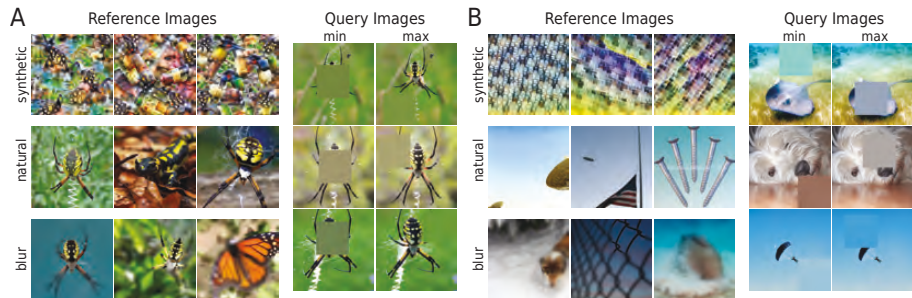 A Reference Images Query Images
min max
synthetic
natural
blur
B Reference Images Query Images
min max
synthetic
natural
blur